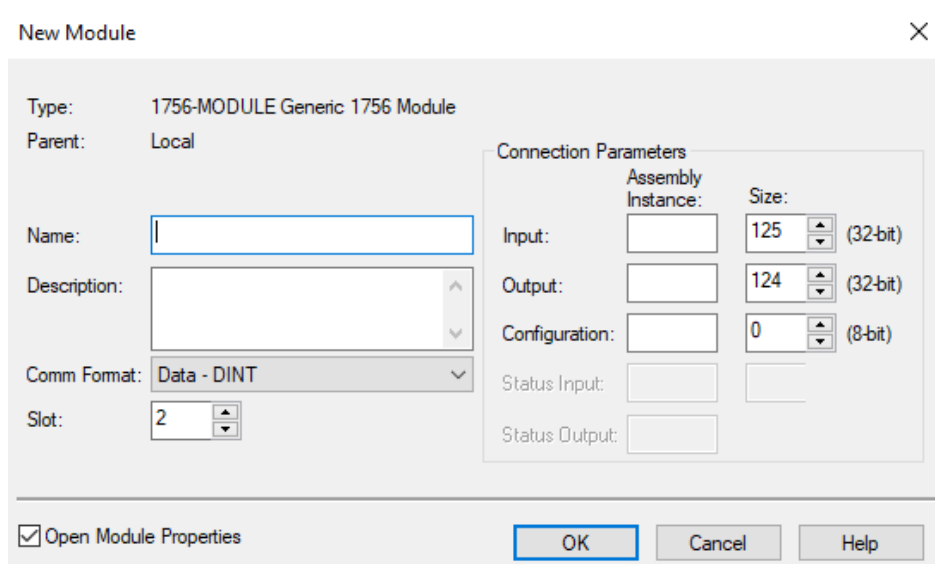 New Module
Type: 1756-MODULE Generic 1756 Module
Parent: Local
Name:
Description:
Comm Format: Data - DINT
Slot: 2
Connection Parameters
Assembly
Instance: Size:
Input: 125 (32-bit)
Output: 124 (32-bit)
Configuration: 0 (8-bit)
Status Input:
Status Output:
Open Module Properties
OK Cancel Help